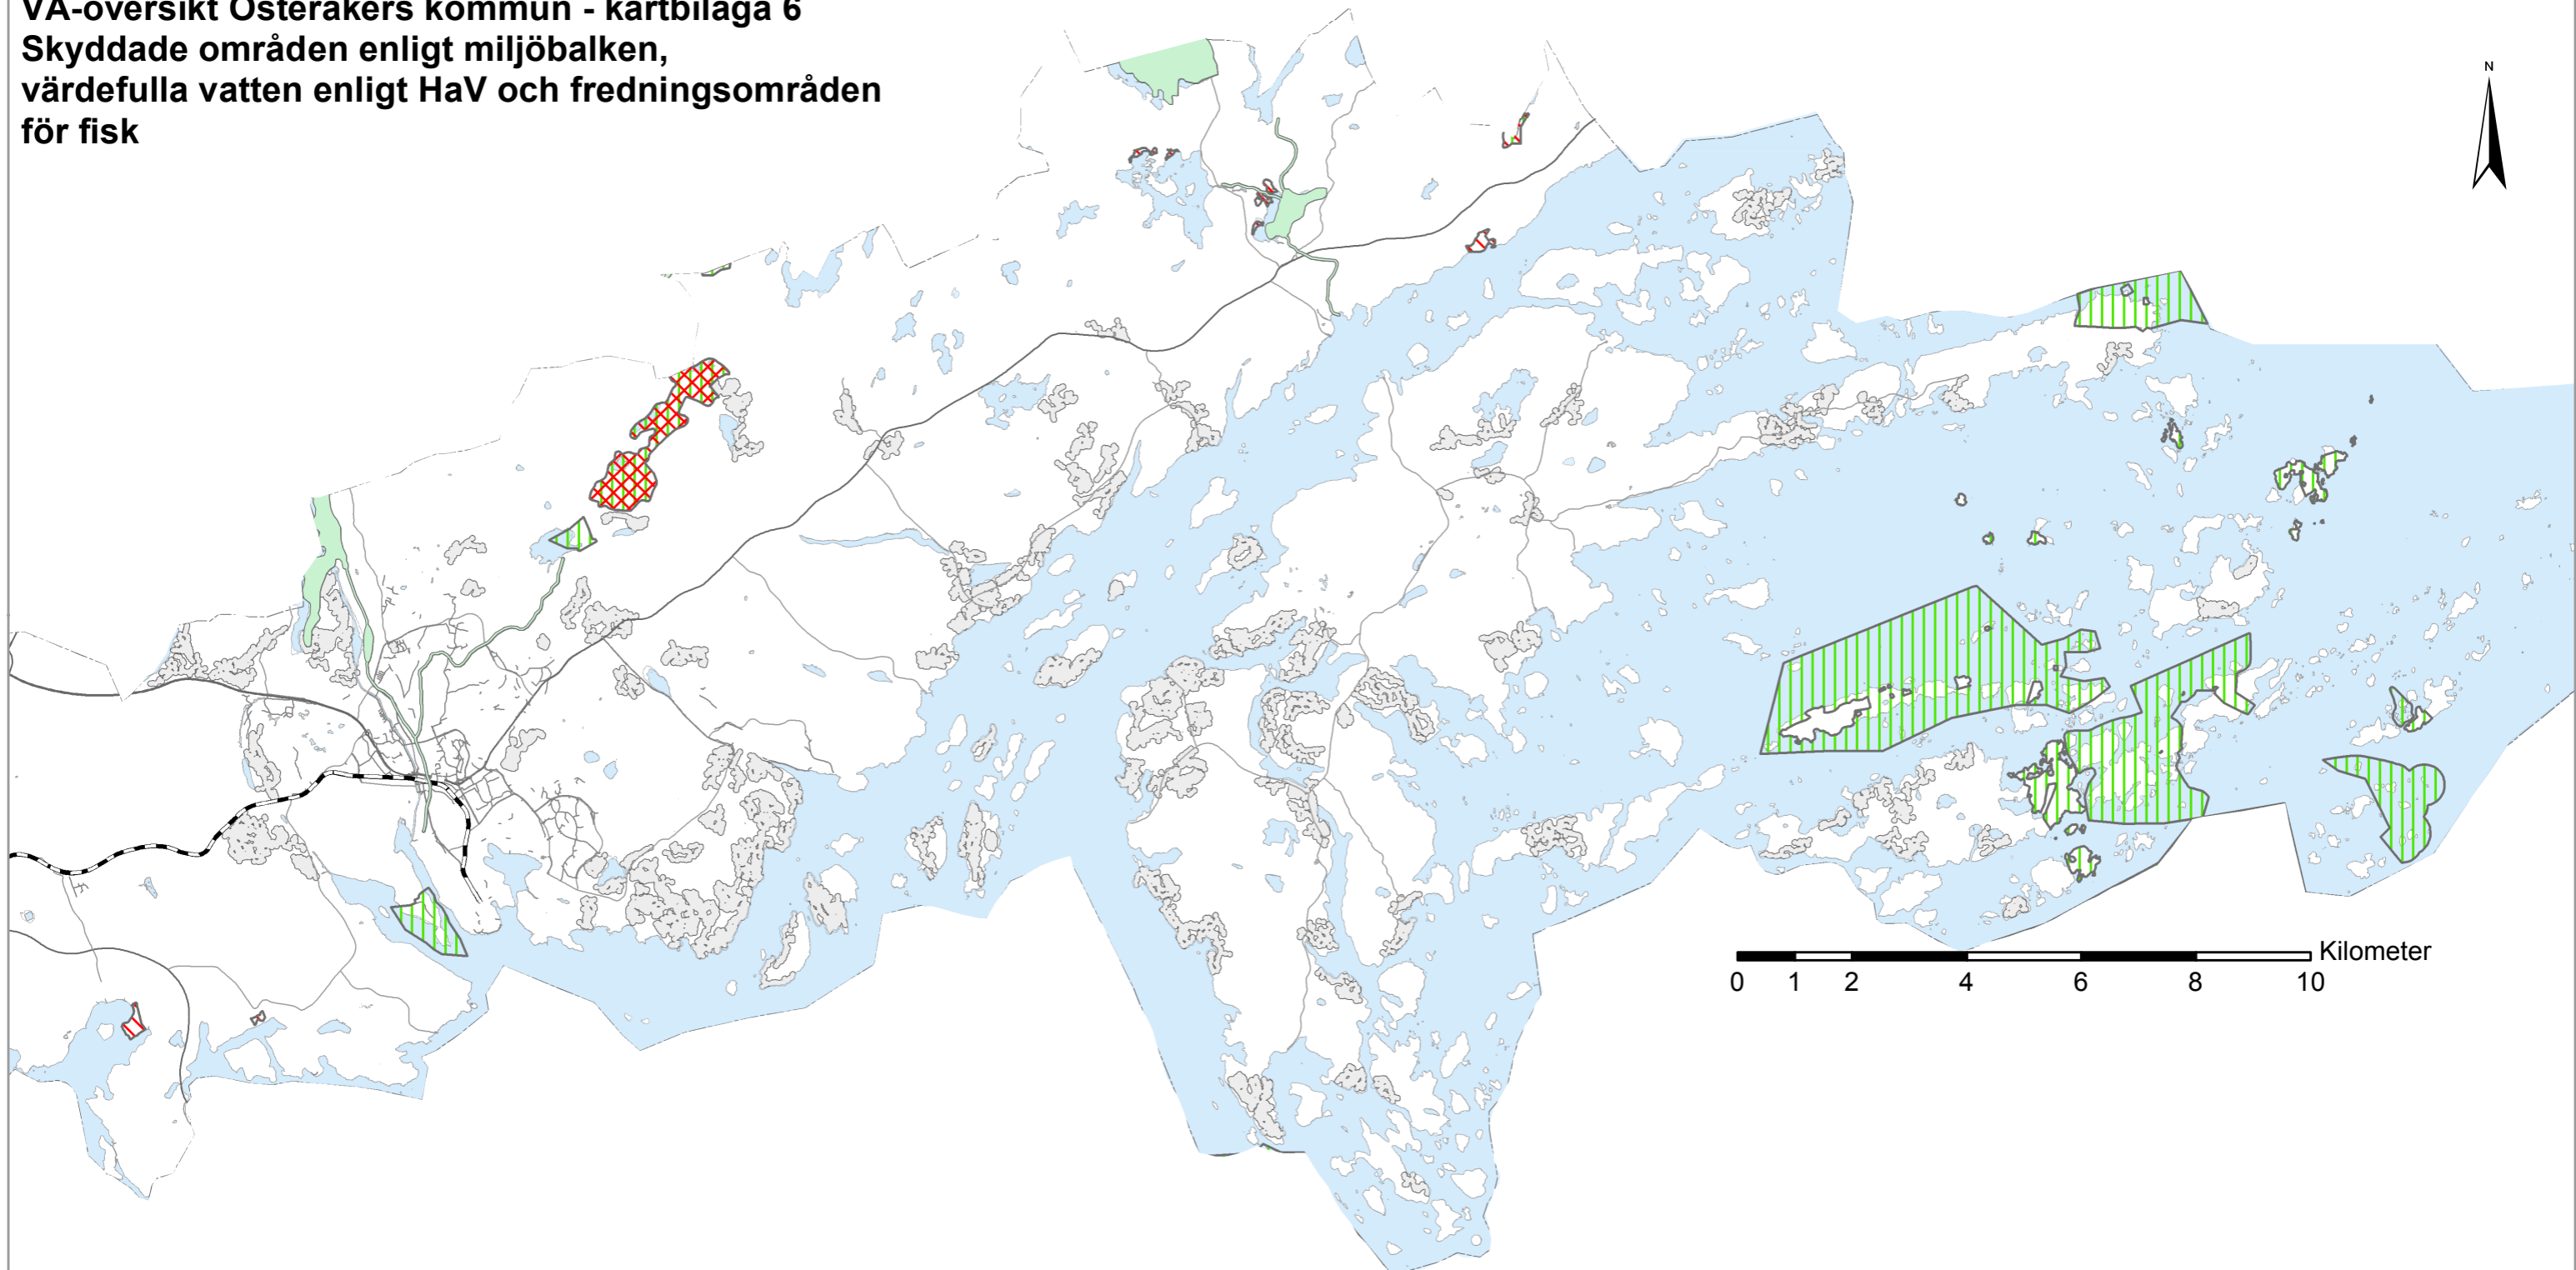 VA-översikt Österåkers kommun - kartbilaga 6
Skyddade områden enligt miljöbalken,
värdefulla vatten enligt HaV och fredningsområden
för fisk
N
Kilometer
0 1 2 4 6 8 10